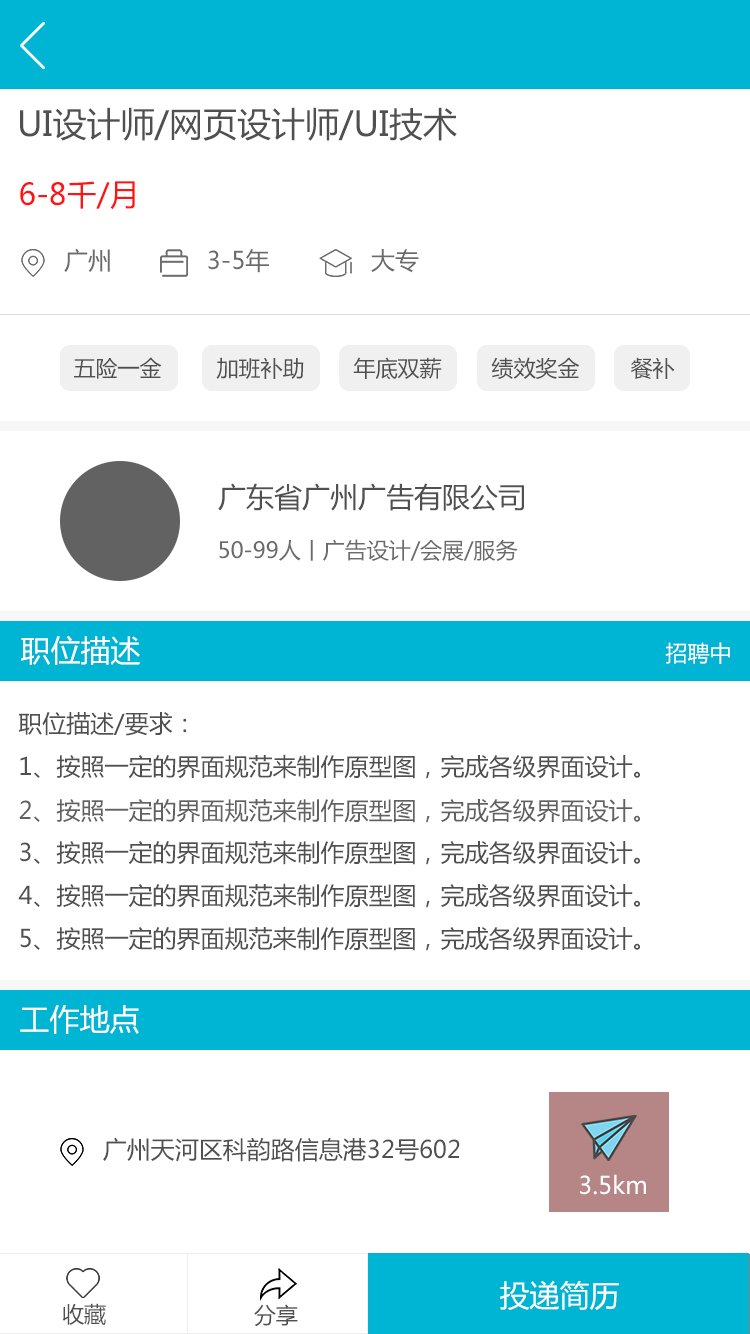 UI设计师/网页设计师/UI技术
6-8千/月
广州 3-5年 大专
五险一金 加班补助 年底双薪 绩效奖金 餐补
广东省广州广告有限公司
50-99人丨广告设计/会展/服务
职位描述 招聘中
职位描述/要求：
1、按照一定的界面规范来制作原型图，完成各级界面设计。
2、按照一定的界面规范来制作原型图，完成各级界面设计。
3、按照一定的界面规范来制作原型图，完成各级界面设计。
4、按照一定的界面规范来制作原型图，完成各级界面设计。
5、按照一定的界面规范来制作原型图，完成各级界面设计。
工作地点
广州天河区科韵路信息港32号602
3.5km
收藏 分享 投递简历